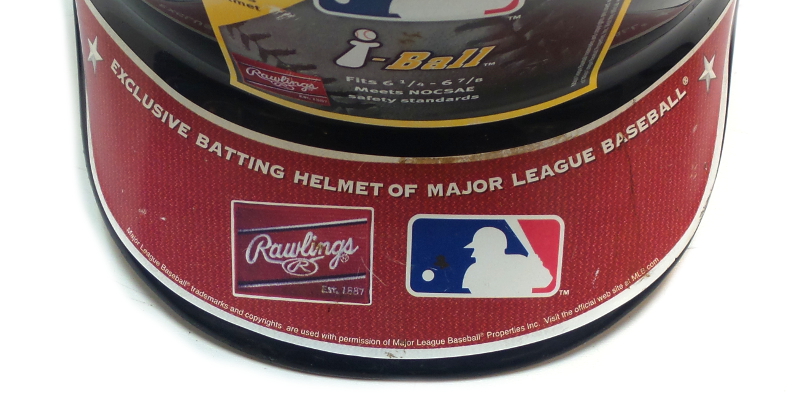 TM
i-Ball™
Rawlings
Fits 6 1/4 - 6 7/8
Meets NOCSAE
safety standards
EXCLUSIVE BATTING HELMET OF MAJOR LEAGUE BASEBALL®
Rawlings®
R
Est. 1887
TM
Major League Baseball® trademarks and copyrights are used with permission of Major League Baseball® Properties Inc. Visit the official web site at MLB.com